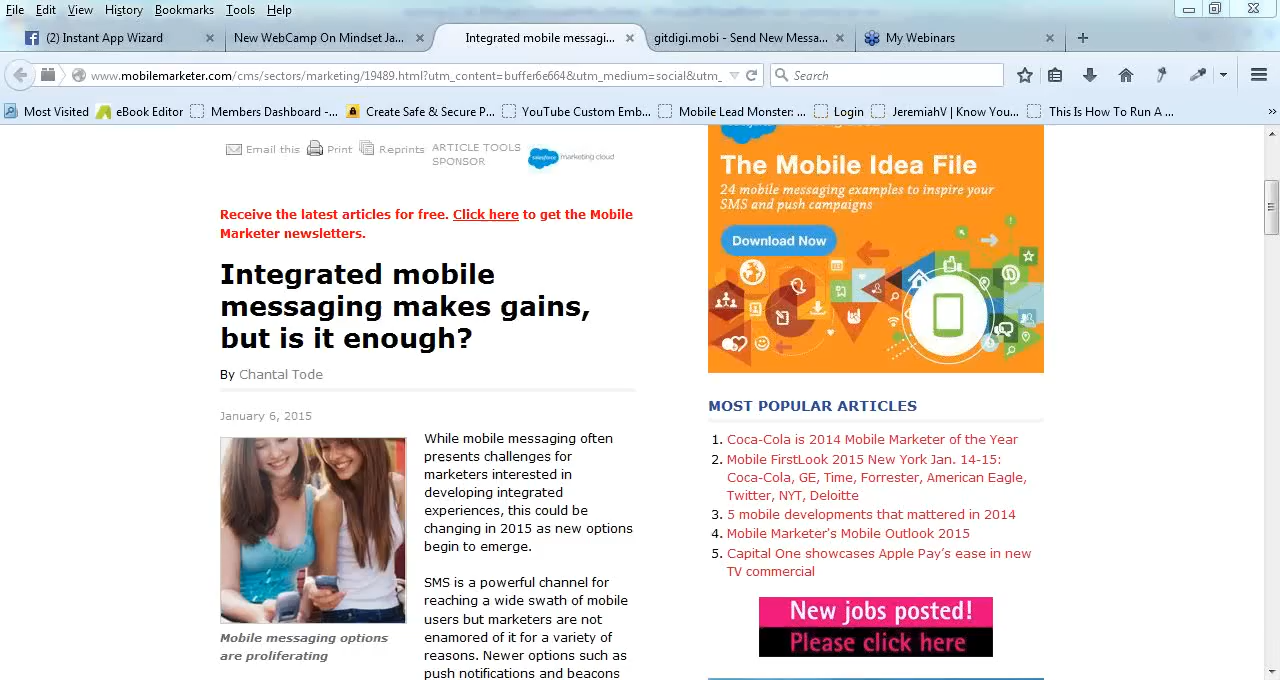 File Edit View History Bookmarks Tools Help
(2) Instant App Wizard
New WebCamp On Mindset Ja...
Integrated mobile messagi...
gitdigi.mobi - Send New Messa...
My Webinars
www.mobilemarketer.com/cms/sectors/marketing/19489.html?utm_content=buffer6e664&utm_medium=social&utm_
Search
Most Visited
eBook Editor
Members Dashboard -...
Create Safe & Secure P...
YouTube Custom Emb...
Mobile Lead Monster: ...
Login
JeremiahV | Know You...
This Is How To Run A ...
Email this
Print
Reprints
ARTICLE TOOLS
SPONSOR
salesforce marketing cloud
Receive the latest articles for free. Click here to get the Mobile
Marketer newsletters.
Integrated mobile
messaging makes gains,
but is it enough?
By Chantal Tode
January 6, 2015
While mobile messaging often
presents challenges for
marketers interested in
developing integrated
experiences, this could be
changing in 2015 as new options
begin to emerge.
SMS is a powerful channel for
reaching a wide swath of mobile
users but marketers are not
enamored of it for a variety of
reasons. Newer options such as
push notifications and beacons
Mobile messaging options
are proliferating
The Mobile Idea File
24 mobile messaging examples to inspire your
SMS and push campaigns
Download Now
MOST POPULAR ARTICLES
1. Coca-Cola is 2014 Mobile Marketer of the Year
2. Mobile FirstLook 2015 New York Jan. 14-15:
Coca-Cola, GE, Time, Forrester, American Eagle,
Twitter, NYT, Deloitte
3. 5 mobile developments that mattered in 2014
4. Mobile Marketer's Mobile Outlook 2015
5. Capital One showcases Apple Pay’s ease in new
TV commercial
New jobs posted!
Please click here